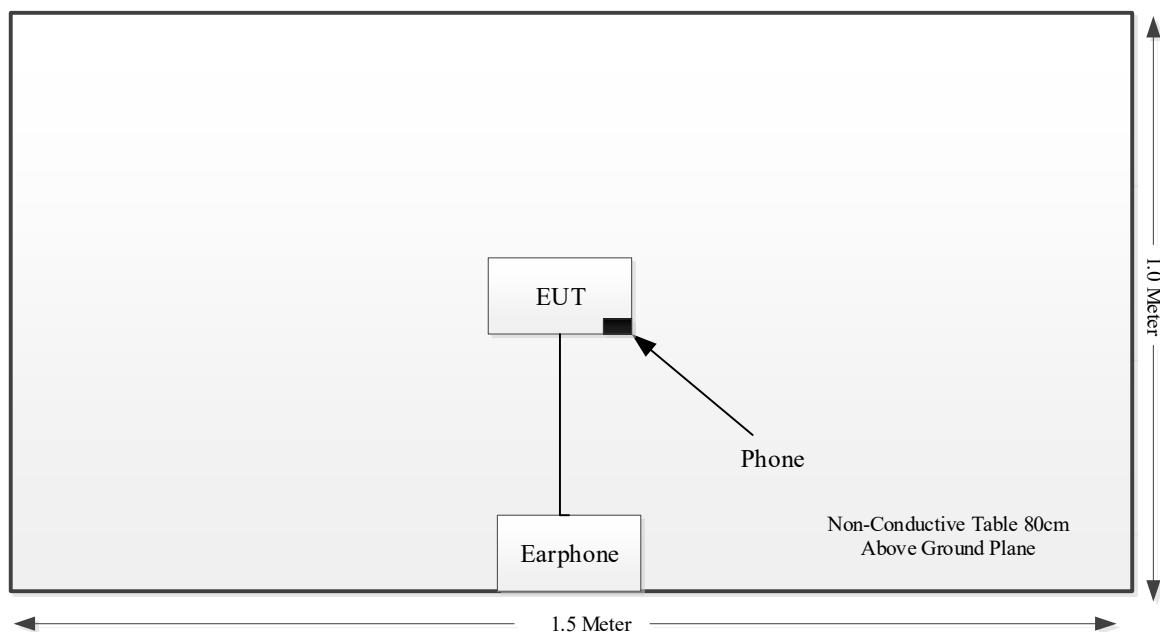 EUT
1.0 Meter
Phone
Non-Conductive Table 80cm
Above Ground Plane
Earphone
1.5 Meter